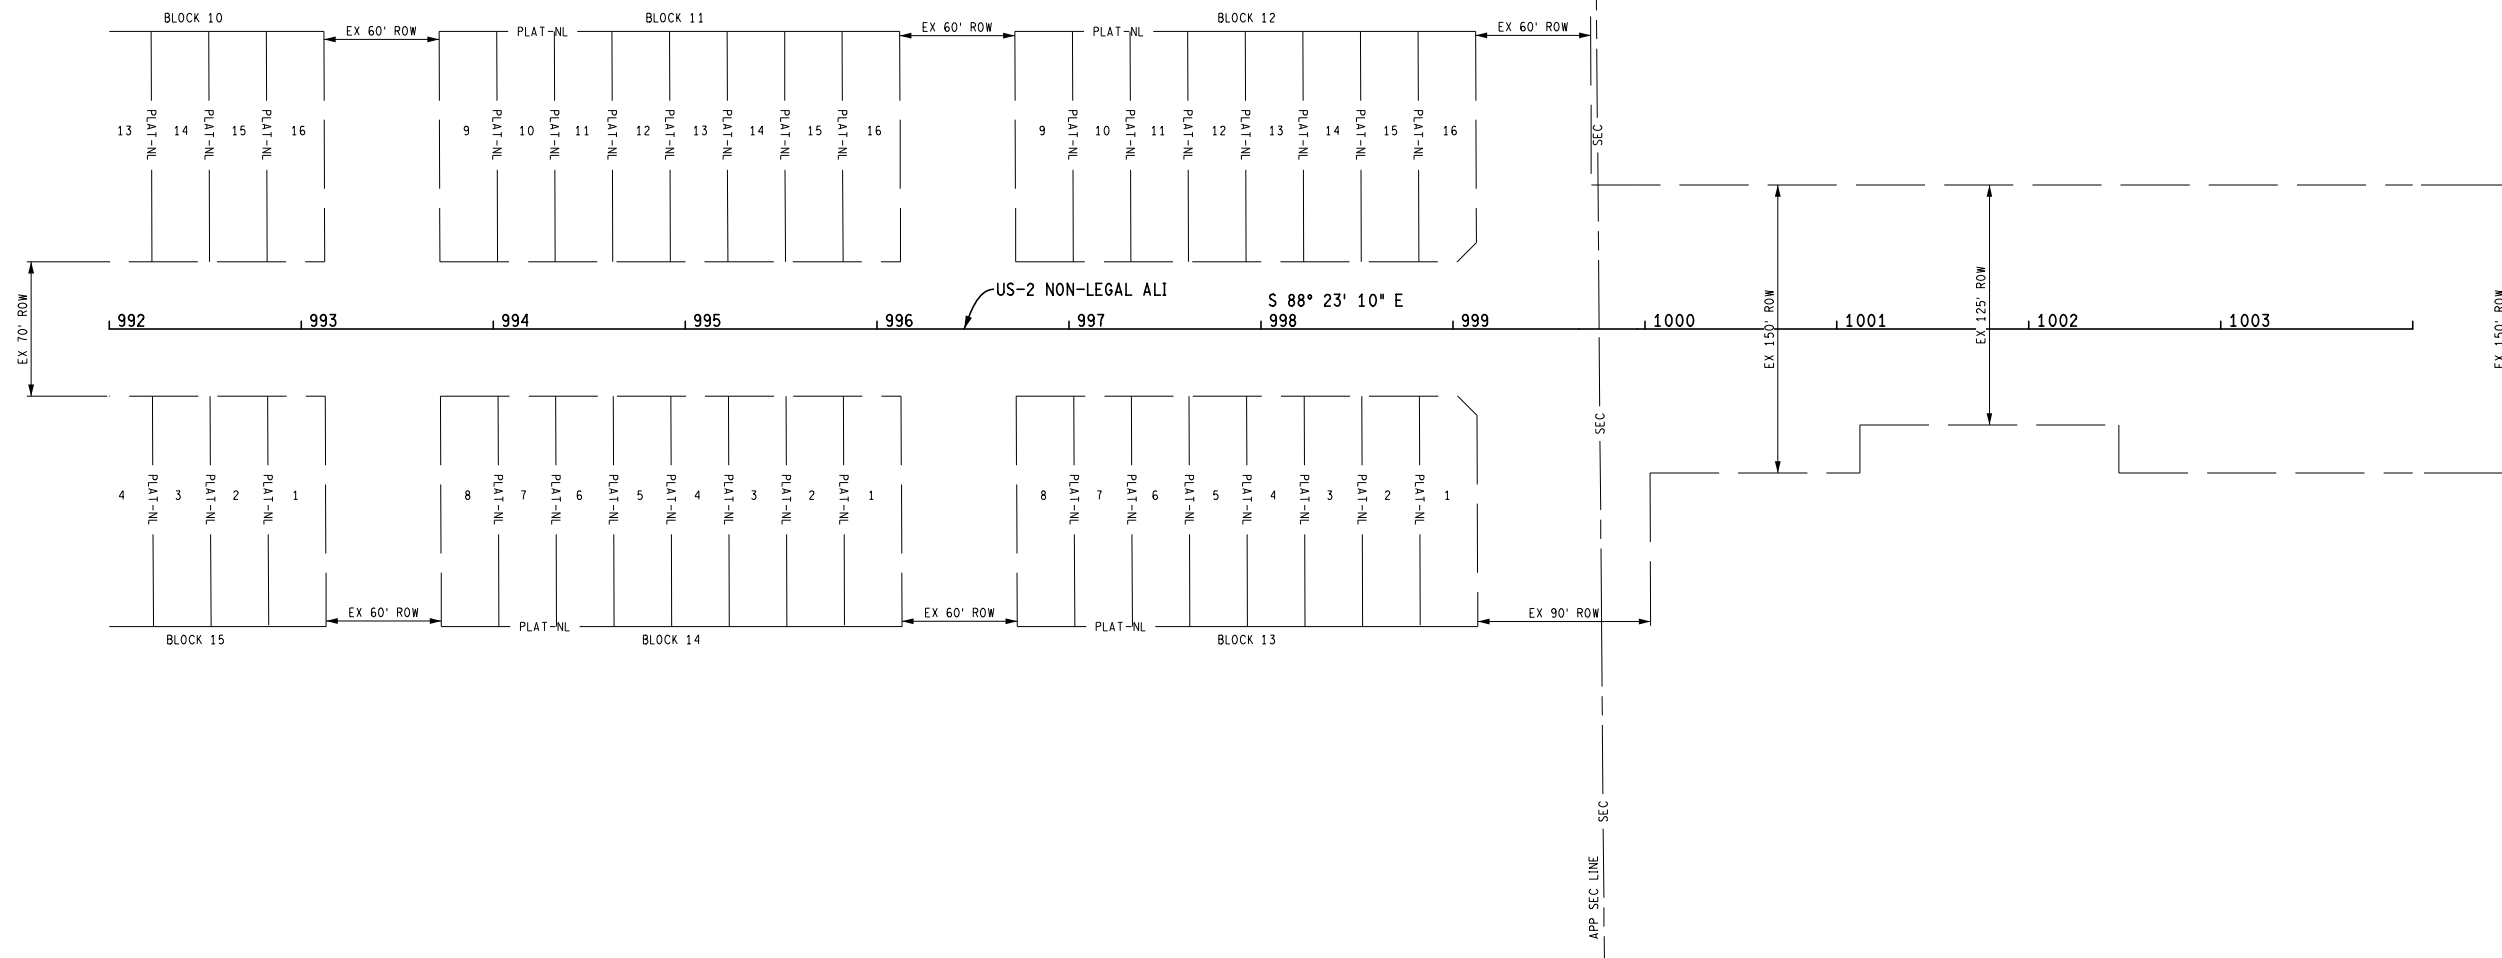 BLOCK 10
BLOCK 11
BLOCK 12
EX 60' ROW
PLAT-NL
EX 60' ROW
PLAT-NL
EX 60' ROW
13 PLAT-NL 14 PLAT-NL 15 PLAT-NL 16
9 PLAT-NL 10 PLAT-NL 11 PLAT-NL 12 PLAT-NL 13 PLAT-NL 14 PLAT-NL 15 PLAT-NL 16
9 PLAT-NL 10 PLAT-NL 11 PLAT-NL 12 PLAT-NL 13 PLAT-NL 14 PLAT-NL 15 PLAT-NL 16
SEC
US-2 NON-LEGAL ALI
S 88° 23' 10" E
EX 70' ROW
992 993 994 995 996 997 998 999 1000 1001 1002 1003
EX 150' ROW
EX 125' ROW
EX 150' ROW
SEC
4 PLAT-NL 3 PLAT-NL 2 PLAT-NL 1
8 PLAT-NL 7 PLAT-NL 6 PLAT-NL 5 PLAT-NL 4 PLAT-NL 3 PLAT-NL 2 PLAT-NL 1
8 PLAT-NL 7 PLAT-NL 6 PLAT-NL 5 PLAT-NL 4 PLAT-NL 3 PLAT-NL 2 PLAT-NL 1
EX 60' ROW
PLAT-NL
EX 60' ROW
PLAT-NL
EX 90' ROW
BLOCK 15
BLOCK 14
BLOCK 13
SEC
APP SEC LINE